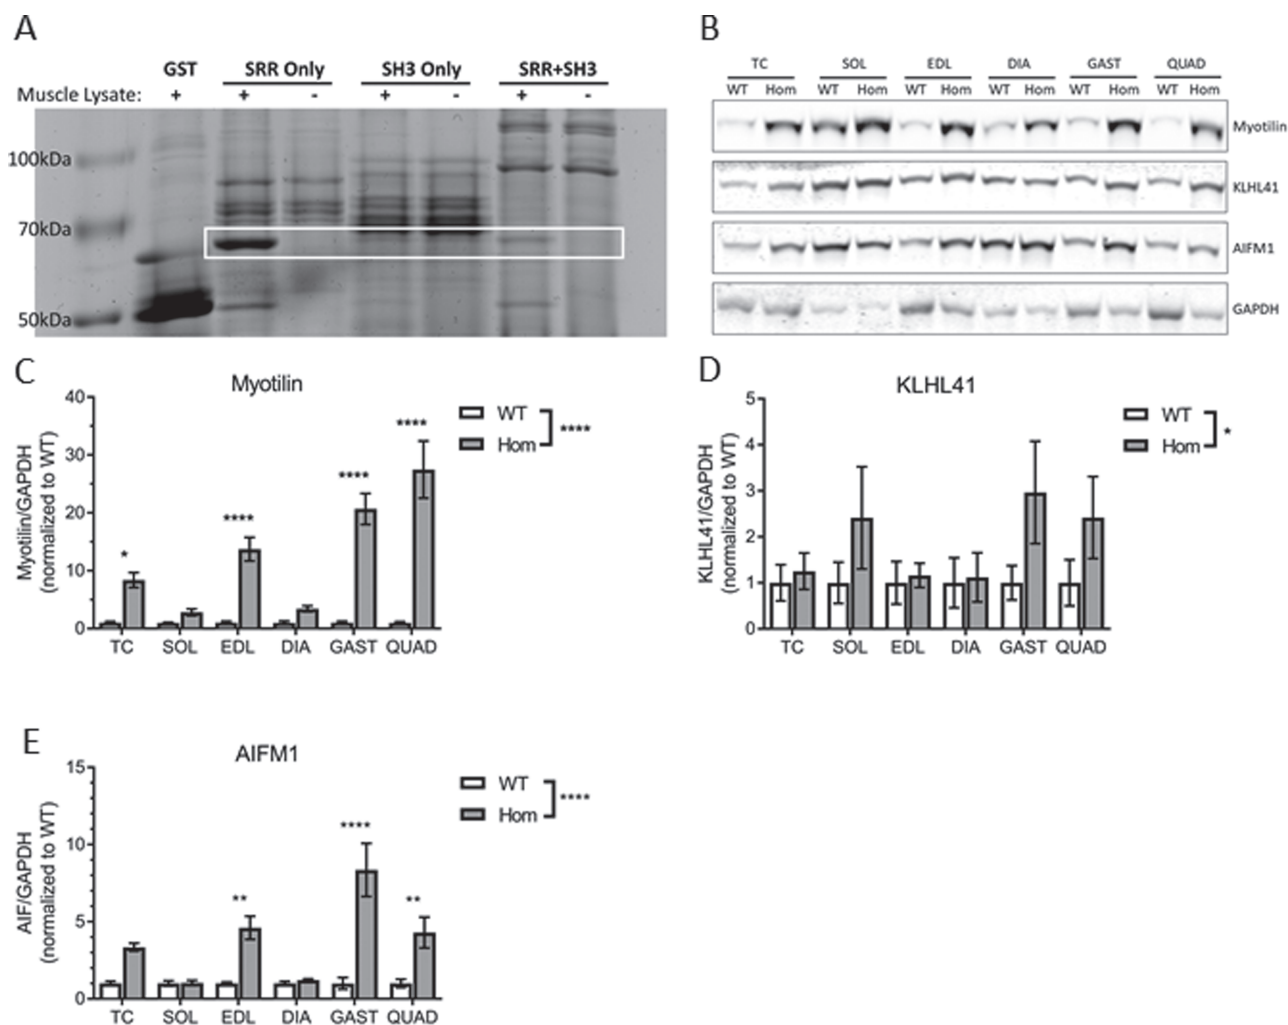 A
GST SRR Only SH3 Only SRR+SH3
Muscle Lysate: + + - + - + -
100kDa
70kDa
50kDa
B
TC SOL EDL DIA GAST QUAD
WT Hom WT Hom WT Hom WT Hom WT Hom WT Hom
Myotilin
KLHL41
AIFM1
GAPDH
C
Myotilin
Myotilin/GAPDH
(normalized to WT)
40
30
20
10
0
* **** **** ****
TC SOL EDL DIA GAST QUAD
WT
Hom
****
D
KLHL41
KLHL41/GAPDH
(normalized to WT)
5
4
3
2
1
0
TC SOL EDL DIA GAST QUAD
WT
Hom
*
E
AIFM1
AIF/GAPDH
(normalized to WT)
15
10
5
0
** **** **
TC SOL EDL DIA GAST QUAD
WT
Hom
****